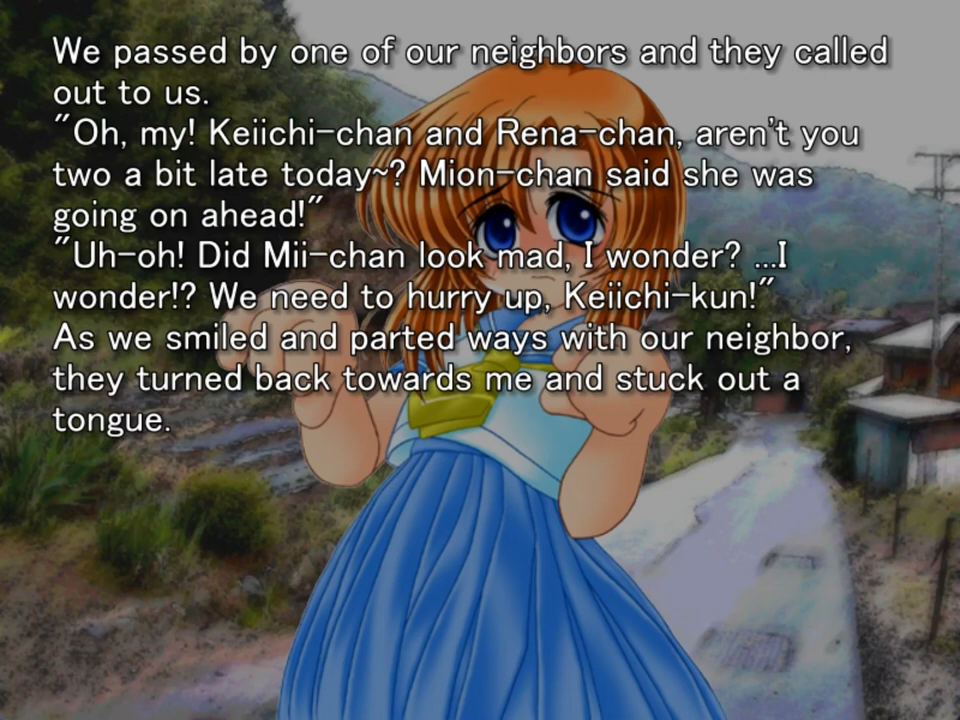 We passed by one of our neighbors and they called
out to us.
"Oh, my! Keiichi-chan and Rena-chan, aren't you
two a bit late today~? Mion-chan said she was
going on ahead!"
"Uh-oh! Did Mii-chan look mad, I wonder? ...I
wonder!? We need to hurry up, Keiichi-kun!"
As we smiled and parted ways with our neighbor,
they turned back towards me and stuck out a
tongue.